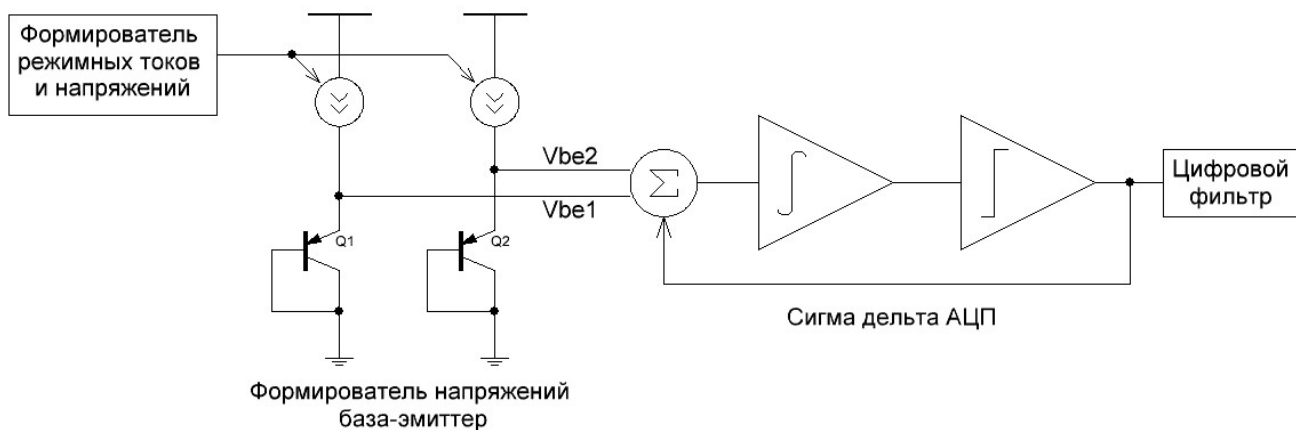 Формирователь
режимных токов
и напряжений
Vbe2
Vbe1
Σ
Цифровой
фильтр
Q1
Q2
Сигма дельта АЦП
Формирователь напряжений
база-эмиттер